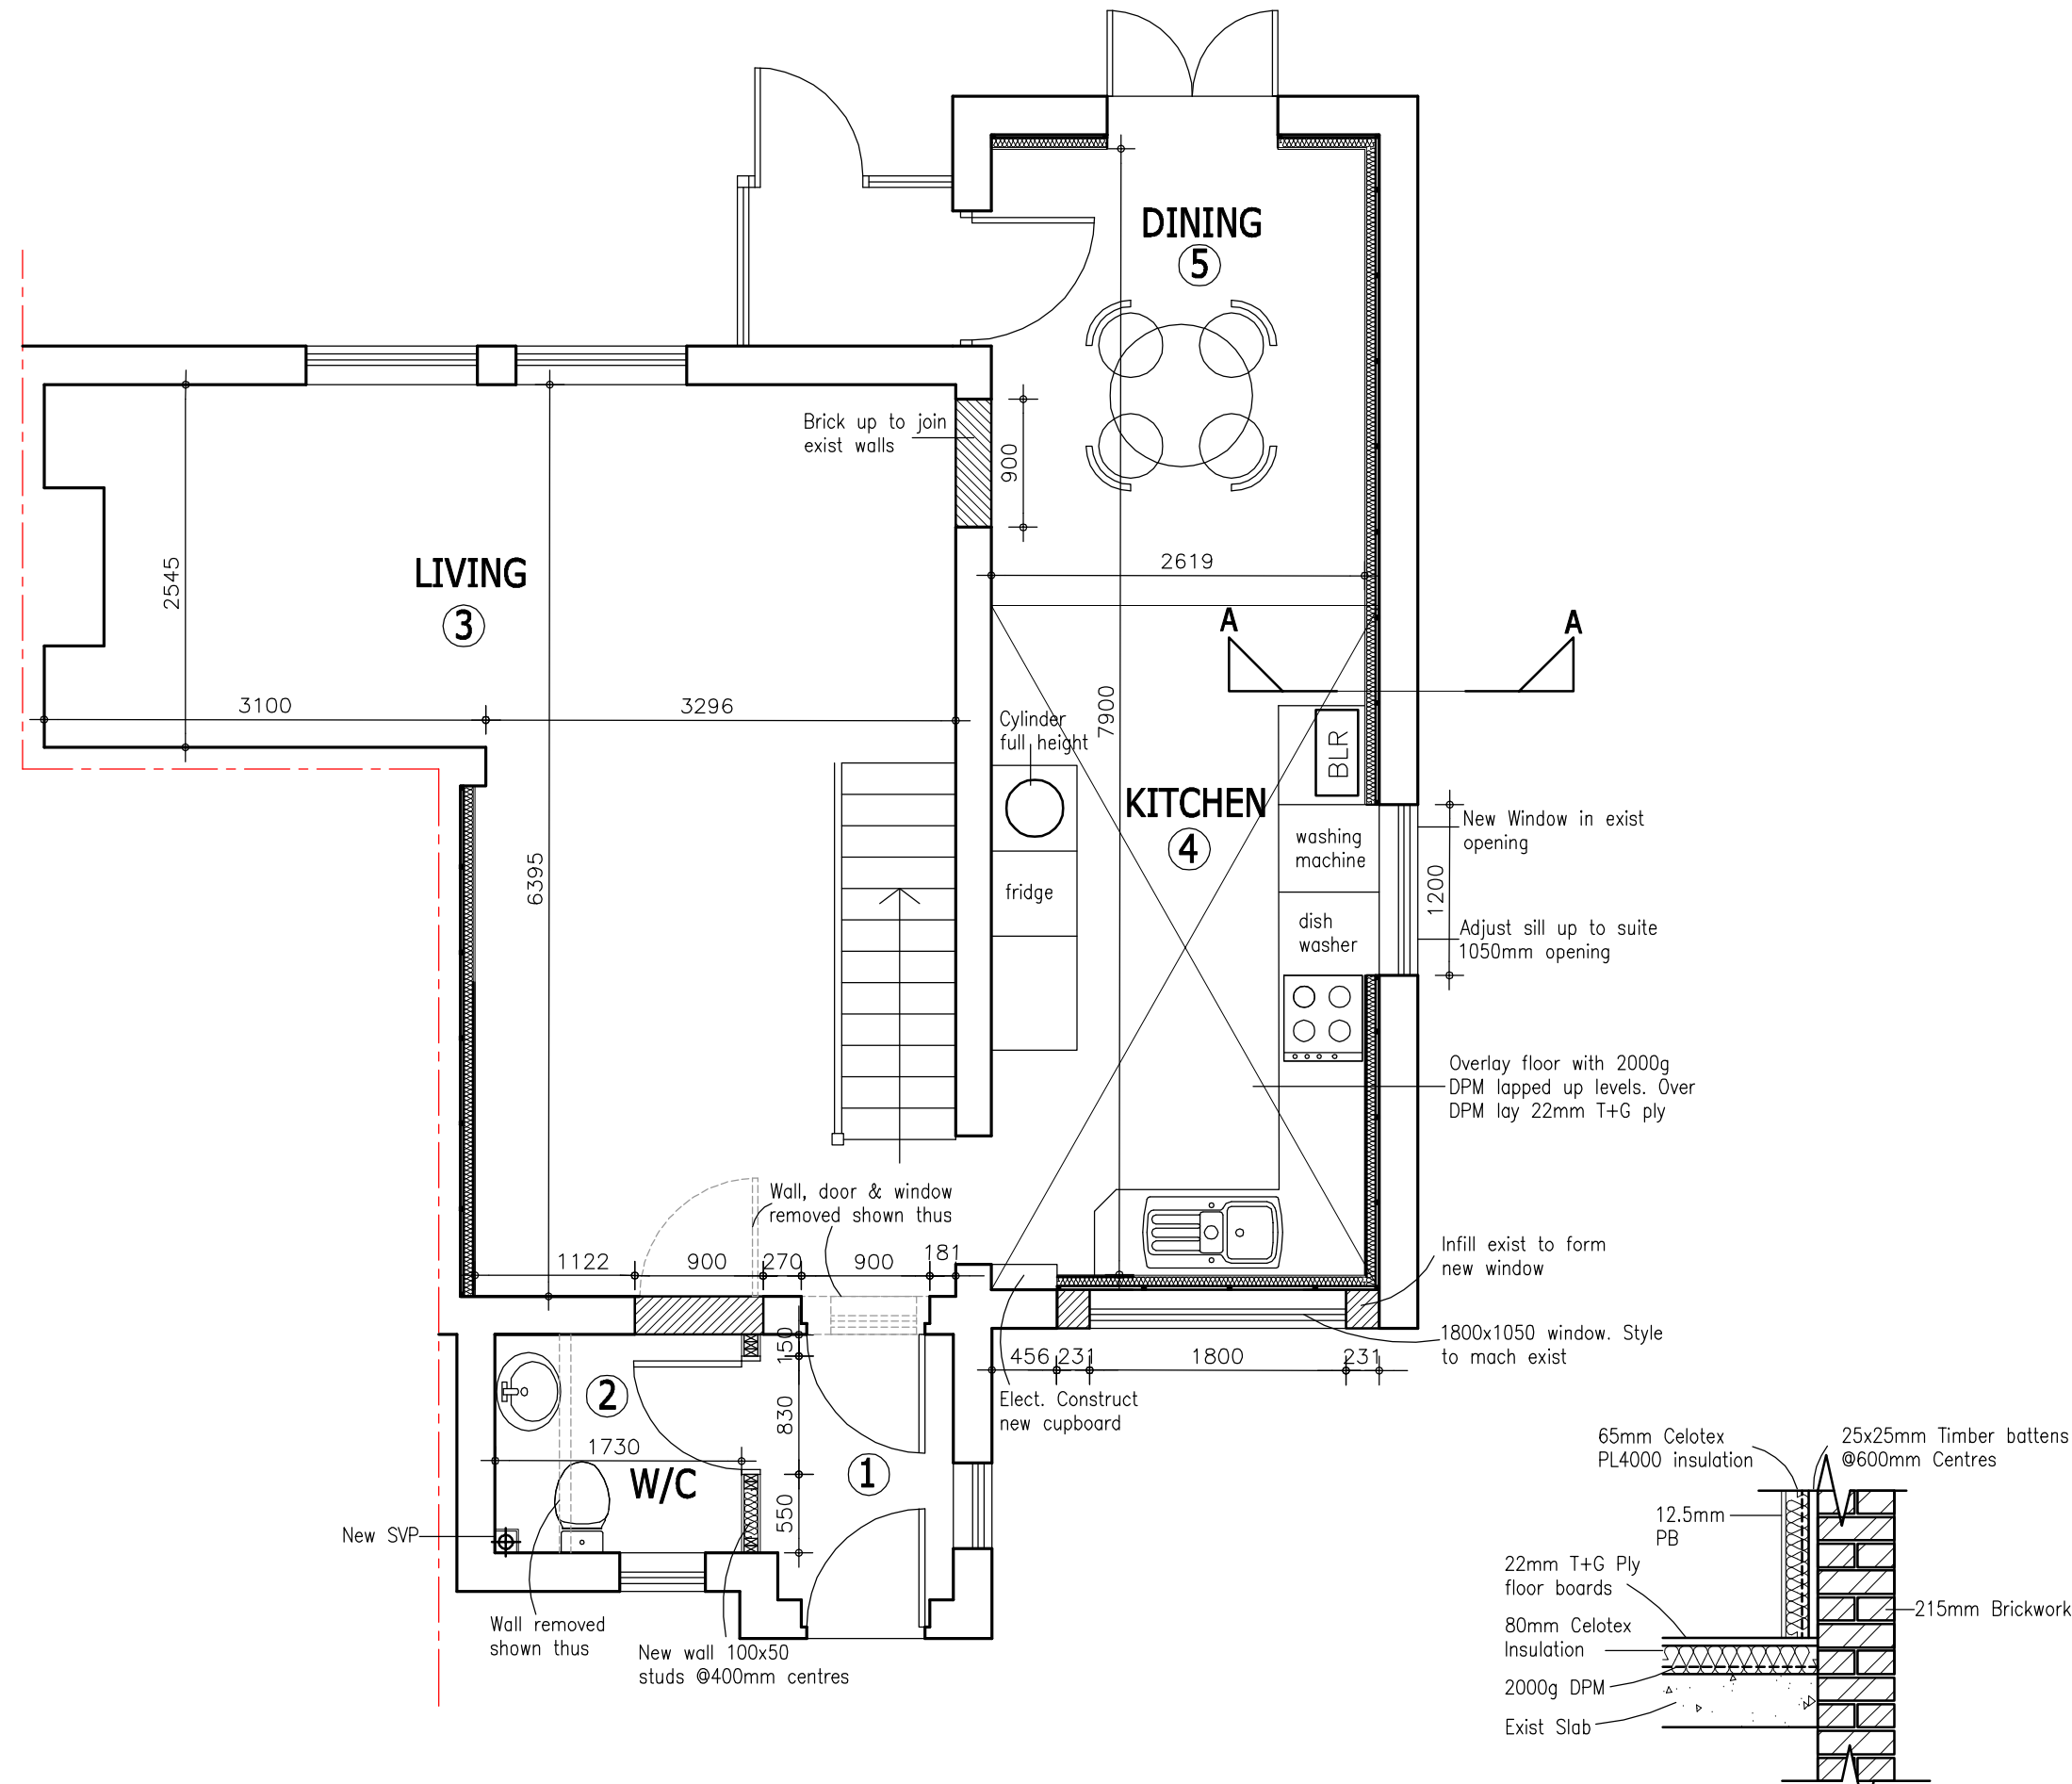 DINING
5
Brick up to join
exist walls
900
LIVING
3
2545
2619
A
A
3100
3296
7900
6395
Cylinder
full height
BLR
KITCHEN
4
New Window in exist
opening
washing
machine
fridge
1200
dish
washer
Adjust sill up to suite
1050mm opening
Overlay floor with 2000g
DPM lapped up levels. Over
DPM lay 22mm T+G ply
Wall, door & window
removed shown thus
1122
900
270
900
181
Infill exist to form
new window
1800x1050 window. Style
to mach exist
150
456
231
1800
231
2
830
Elect. Construct
new cupboard
1730
W/C
1
550
New SVP
Wall removed
shown thus
New wall 100x50
studs @400mm centres
65mm Celotex
PL4000 insulation
25x25mm Timber battens
@600mm Centres
12.5mm
PB
22mm T+G Ply
floor boards
215mm Brickwork
80mm Celotex
Insulation
2000g DPM
Exist Slab